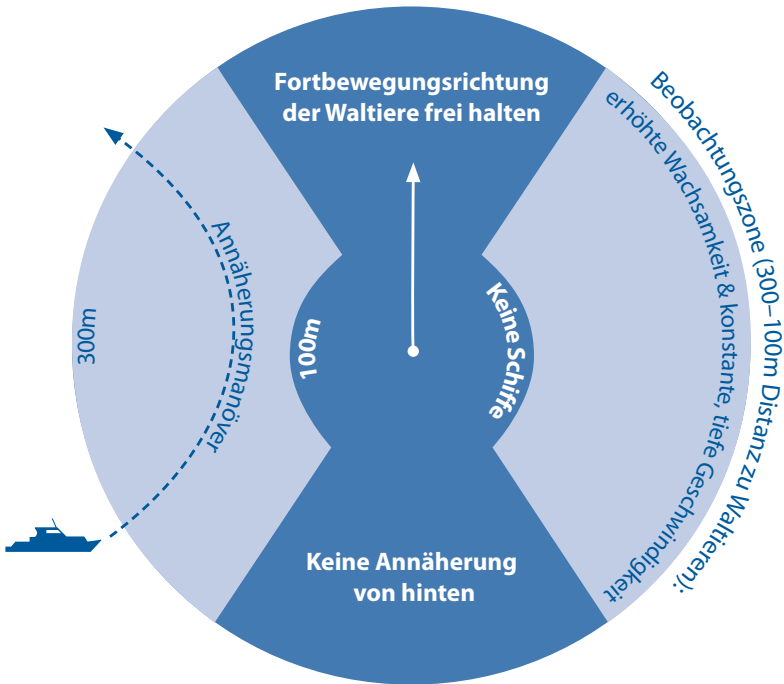 Fortbewegungsrichtung
der Waltiere frei halten
Beobachtungszone (300–100m Distanz zu Waltieren):
erhöhte Wachsamkeit & konstante, tiefe Geschwindigkeit
Annäherungsmanöver
300m
100m
Keine Schiffe
Keine Annäherung
von hinten